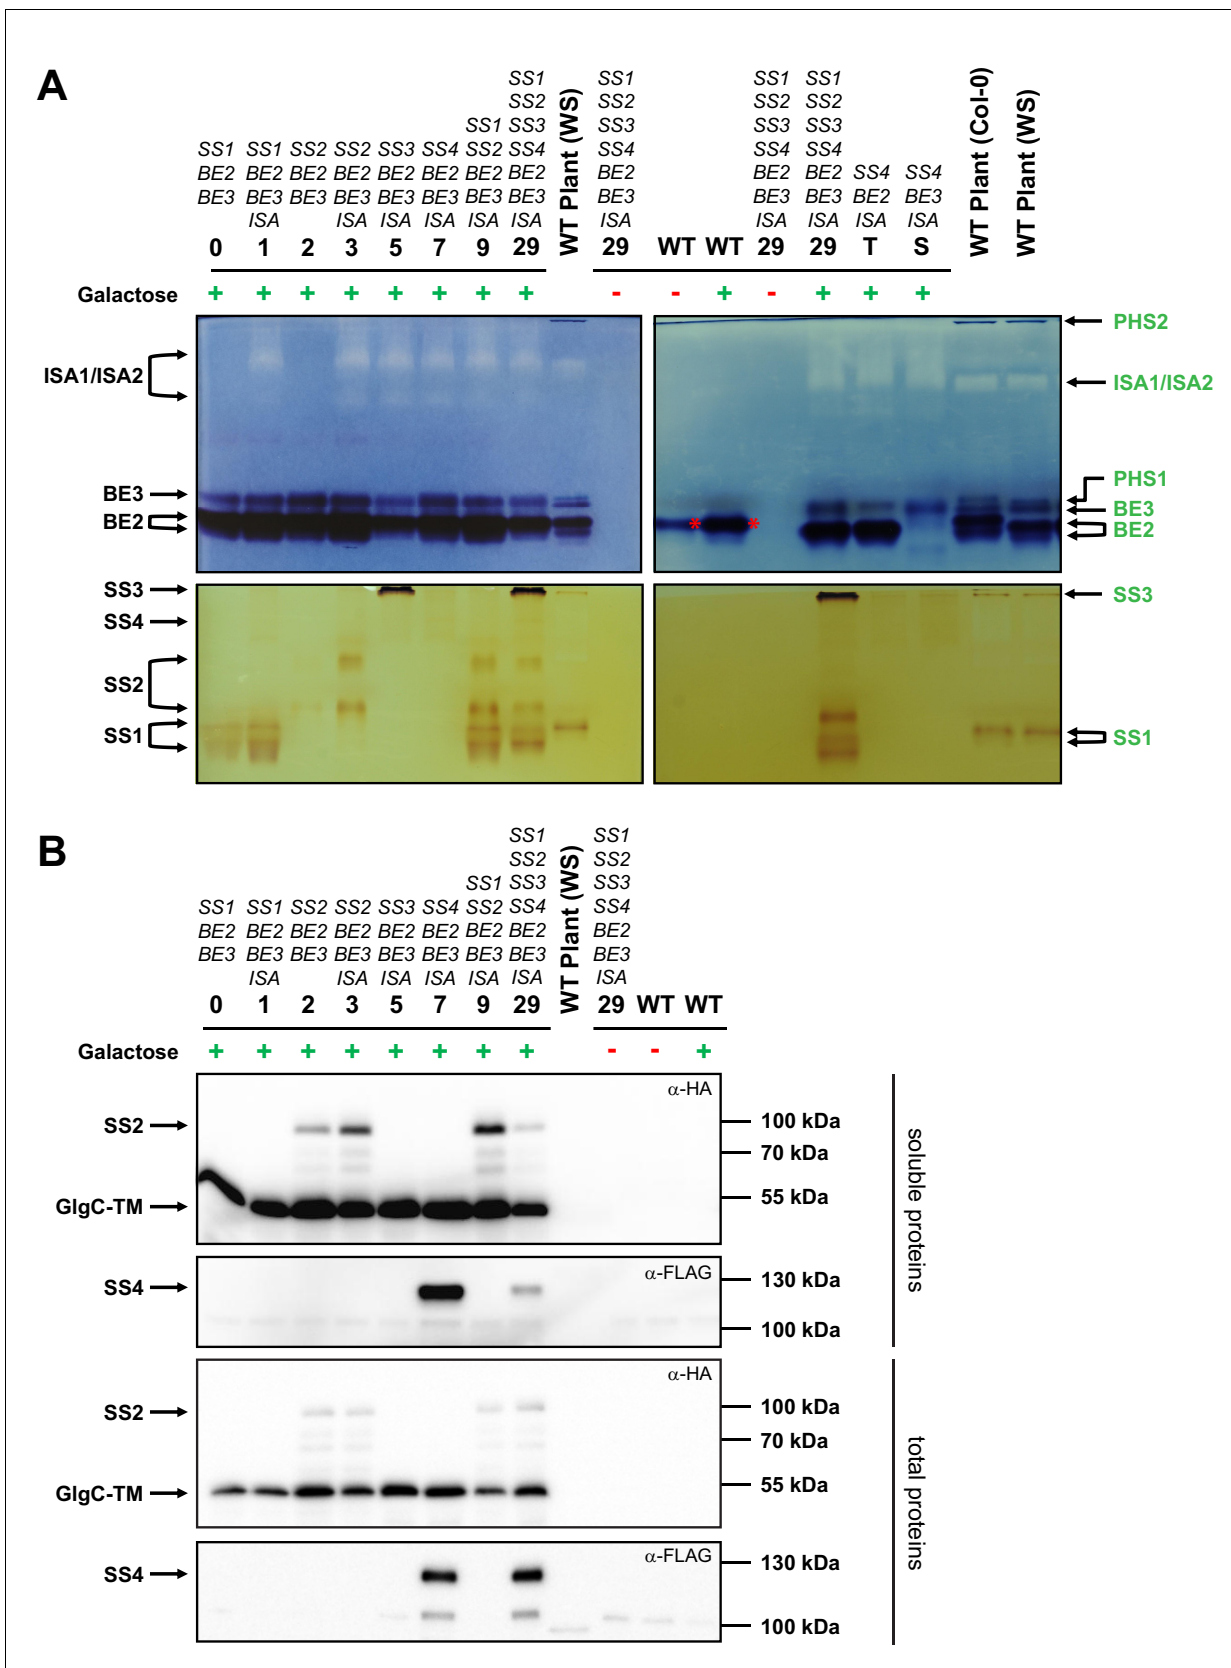 A
SS1 BE2 BE3 0
SS1 BE2 BE3 ISA 1
SS2 BE2 BE3 2
SS2 BE2 BE3 ISA 3
SS3 BE2 BE3 ISA 5
SS4 BE2 BE3 ISA 7
SS1 SS2 BE2 BE3 ISA 9
SS1 SS2 SS3 SS4 BE2 BE3 ISA 29
WT Plant (WS)
SS1 SS2 SS3 SS4 BE2 BE3 ISA 29
WT
WT
SS1 SS2 SS3 SS4 BE2 BE3 ISA 29
SS1 SS2 SS3 SS4 BE2 BE3 ISA 29
SS4 BE2 ISA T
SS4 BE3 ISA S
WT Plant (Col-0)
WT Plant (WS)
Galactose + + + + + + + + - - + - + + +
ISA1/ISA2
BE3
BE2
* *
PHS2
ISA1/ISA2
PHS1
BE3
BE2
SS3
SS4
SS2
SS1
SS3
SS1
B
SS1 BE2 BE3 0
SS1 BE2 BE3 ISA 1
SS2 BE2 BE3 2
SS2 BE2 BE3 ISA 3
SS3 BE2 BE3 ISA 5
SS4 BE2 BE3 ISA 7
SS1 SS2 BE2 BE3 ISA 9
SS1 SS2 SS3 SS4 BE2 BE3 ISA 29
WT Plant (WS)
SS1 SS2 SS3 SS4 BE2 BE3 ISA 29
WT
WT
Galactose + + + + + + + + - - +
α-HA
SS2
GlgC-TM
100 kDa
70 kDa
55 kDa
α-FLAG
SS4
130 kDa
100 kDa
soluble proteins
α-HA
SS2
GlgC-TM
100 kDa
70 kDa
55 kDa
α-FLAG
SS4
130 kDa
100 kDa
total proteins